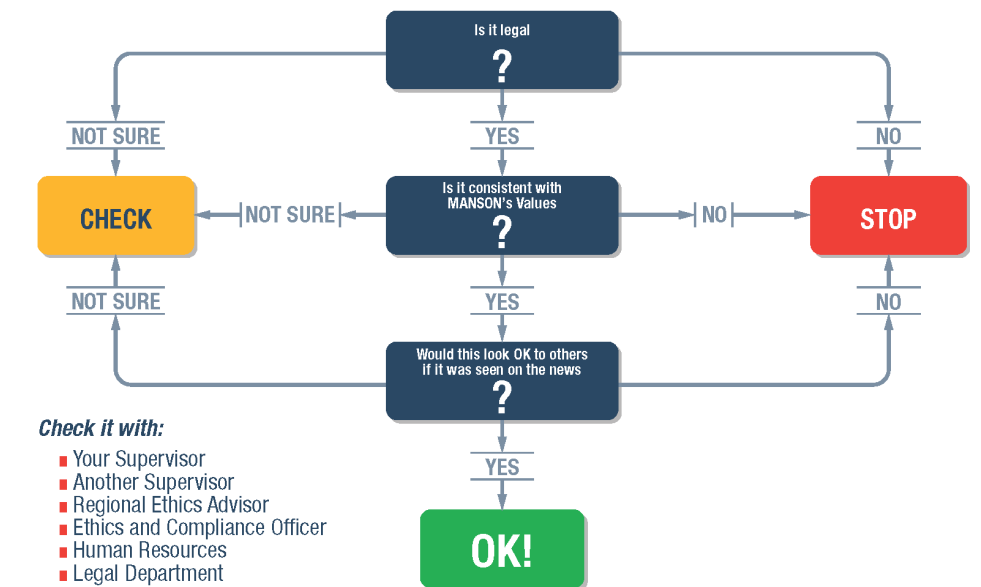 Is it legal
?
NOT SURE
YES
NO
Is it consistent with
MANSON's Values
?
CHECK
NOT SURE
NO
STOP
NOT SURE
YES
NO
Would this look OK to others
if it was seen on the news
?
Check it with:
Your Supervisor
Another Supervisor
Regional Ethics Advisor
Ethics and Compliance Officer
Human Resources
Legal Department
YES
OK!